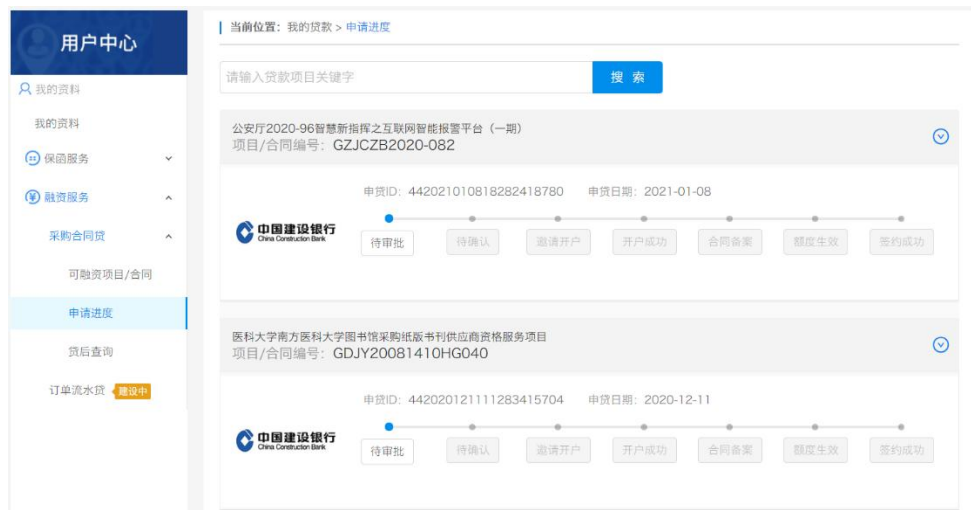 用户中心
我的资料
我的资料
保函服务
融资服务
采购合同贷
可融资项目/合同
申请进度
贷后查询
订单流水贷 建设中
当前位置：我的贷款 > 申请进度
请输入贷款项目关键字
搜 索
公安厅2020-96智慧新指挥之互联网智能报警平台（一期）
项目/合同编号：GZJCZB2020-082
申贷ID：442021010818282418780 申贷日期：2021-01-08
中国建设银行
China Construction Bank
待审批 待确认 邀请开户 开户成功 合同备案 额度生效 签约成功
医科大学南方医科大学图书馆采购纸版书刊供应商资格服务项目
项目/合同编号：GDJY20081410HG040
申贷ID：442020121111283415704 申贷日期：2020-12-11
中国建设银行
China Construction Bank
待审批 待确认 邀请开户 开户成功 合同备案 额度生效 签约成功